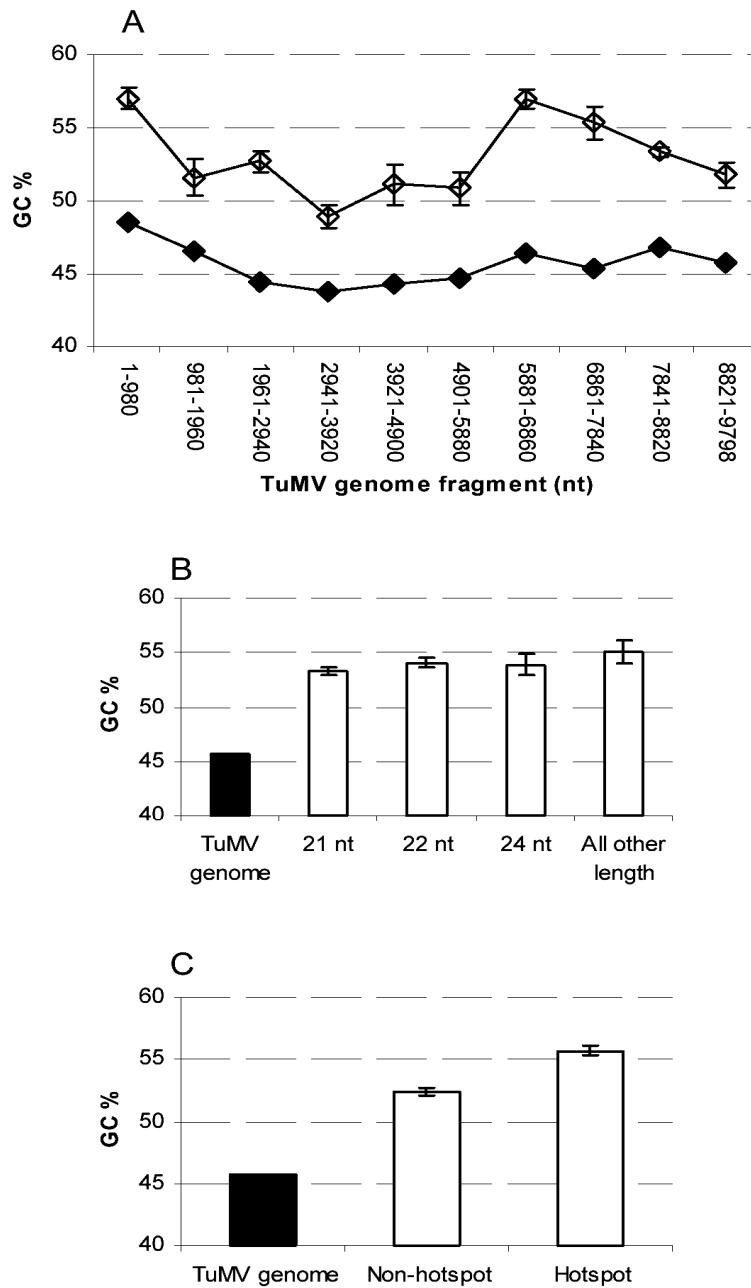 A
60
55
50
45
40
GC %
1-980
981-1960
1961-2940
2941-3920
3921-4900
4901-5880
5881-6860
6861-7840
7841-8820
8821-9798
TuMV genome fragment (nt)
B
60
55
50
45
40
GC %
TuMV genome
21 nt
22 nt
24 nt
All other length
C
60
55
50
45
40
GC %
TuMV genome
Non-hotspot
Hotspot